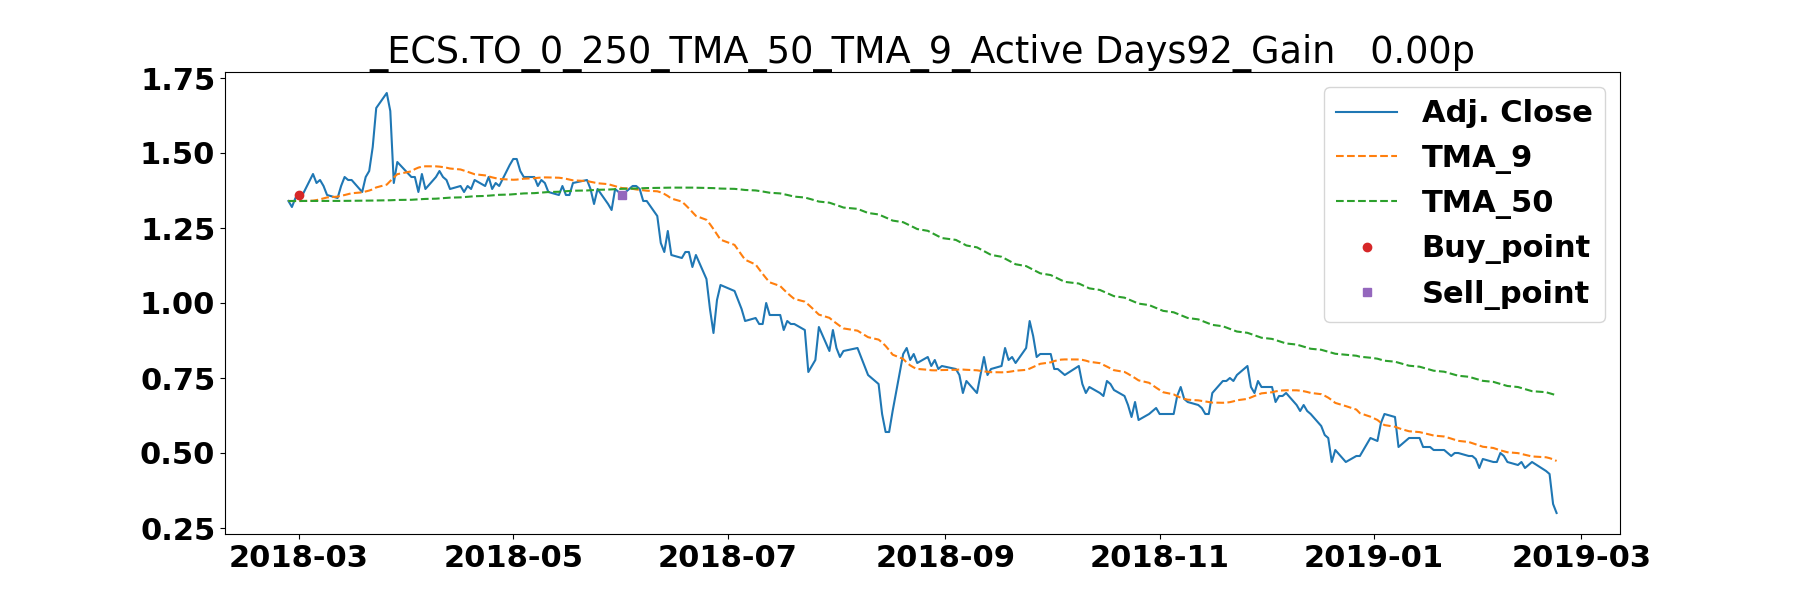 _ECS.TO_0_250_TMA_50_TMA_9_Active Days92_Gain   0.00p
1.75
1.50
1.25
1.00
0.75
0.50
0.25
Adj. Close
TMA_9
TMA_50
Buy_point
Sell_point
2018-03 2018-05 2018-07 2018-09 2018-11 2019-01 2019-03